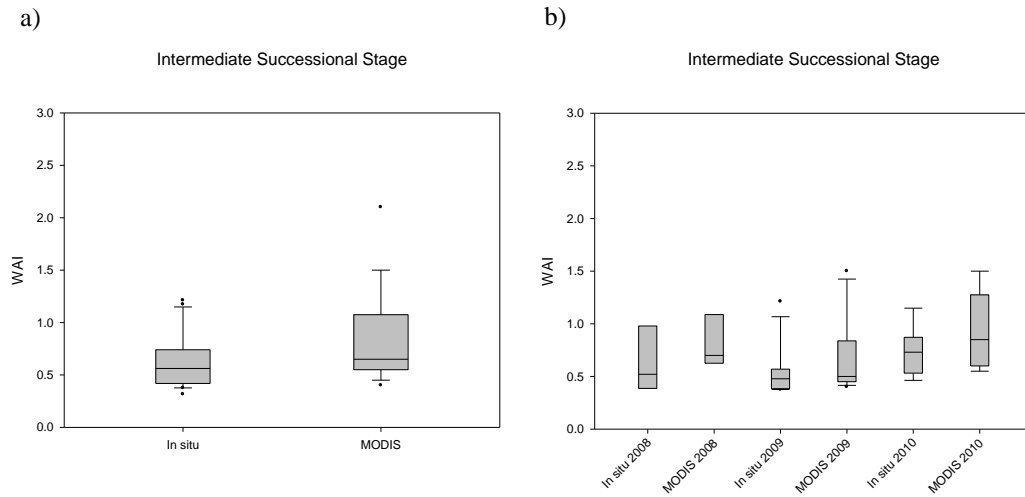 a)
Intermediate Successional Stage
3.0
2.5
2.0
1.5
1.0
0.5
0.0
WAI
In situ
MODIS
b)
Intermediate Successional Stage
3.0
2.5
2.0
1.5
1.0
0.5
0.0
WAI
In situ 2008
MODIS 2008
In situ 2009
MODIS 2009
In situ 2010
MODIS 2010